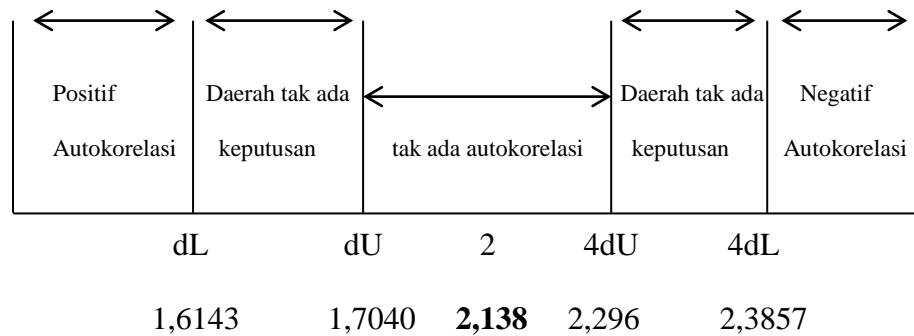 Positif
Autokorelasi
Daerah tak ada
keputusan
tak ada autokorelasi
Daerah tak ada
keputusan
Negatif
Autokorelasi
dL dU 2 4dU 4dL
1,6143 1,7040 2,138 2,296 2,3857